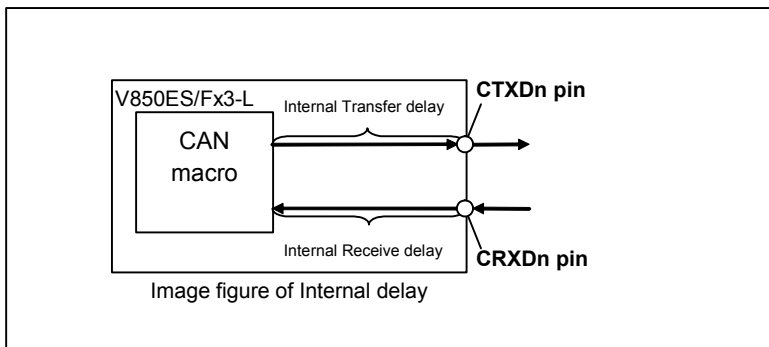 CTXDn pin
V850ES/Fx3-L
Internal Transfer delay
CAN
macro
Internal Receive delay
CRXDn pin
Image figure of Internal delay